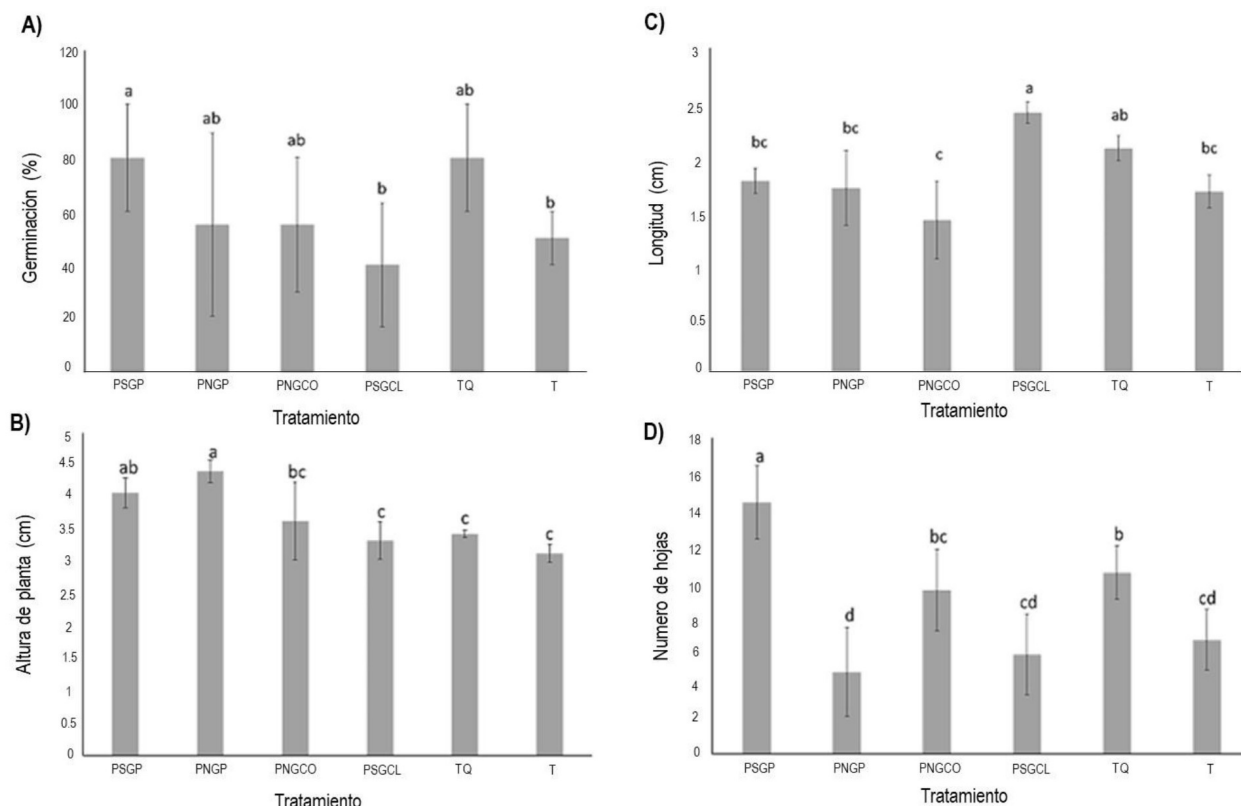 A)
120
100
80
60
40
20
0
Germinación (%)
a
ab
ab
b
ab
b
PSGP PNGP PNGCO PSGCL TQ T
Tratamiento
B)
5
4.5
4
3.5
3
2.5
2
1.5
1
0.5
0
Altura de planta (cm)
ab
a
bc
c
c
c
PSGP PNGP PNGCO PSGCL TQ T
Tratamiento
C)
3
2.5
2
1.5
1
0.5
0
Longitud (cm)
bc
bc
c
a
ab
bc
PSGP PNGP PNGCO PSGCL TQ T
Tratamiento
D)
18
16
14
12
10
8
6
4
2
0
Numero de hojas
a
d
bc
cd
b
cd
PSGP PNGP PNGCO PSGCL TQ T
Tratamiento